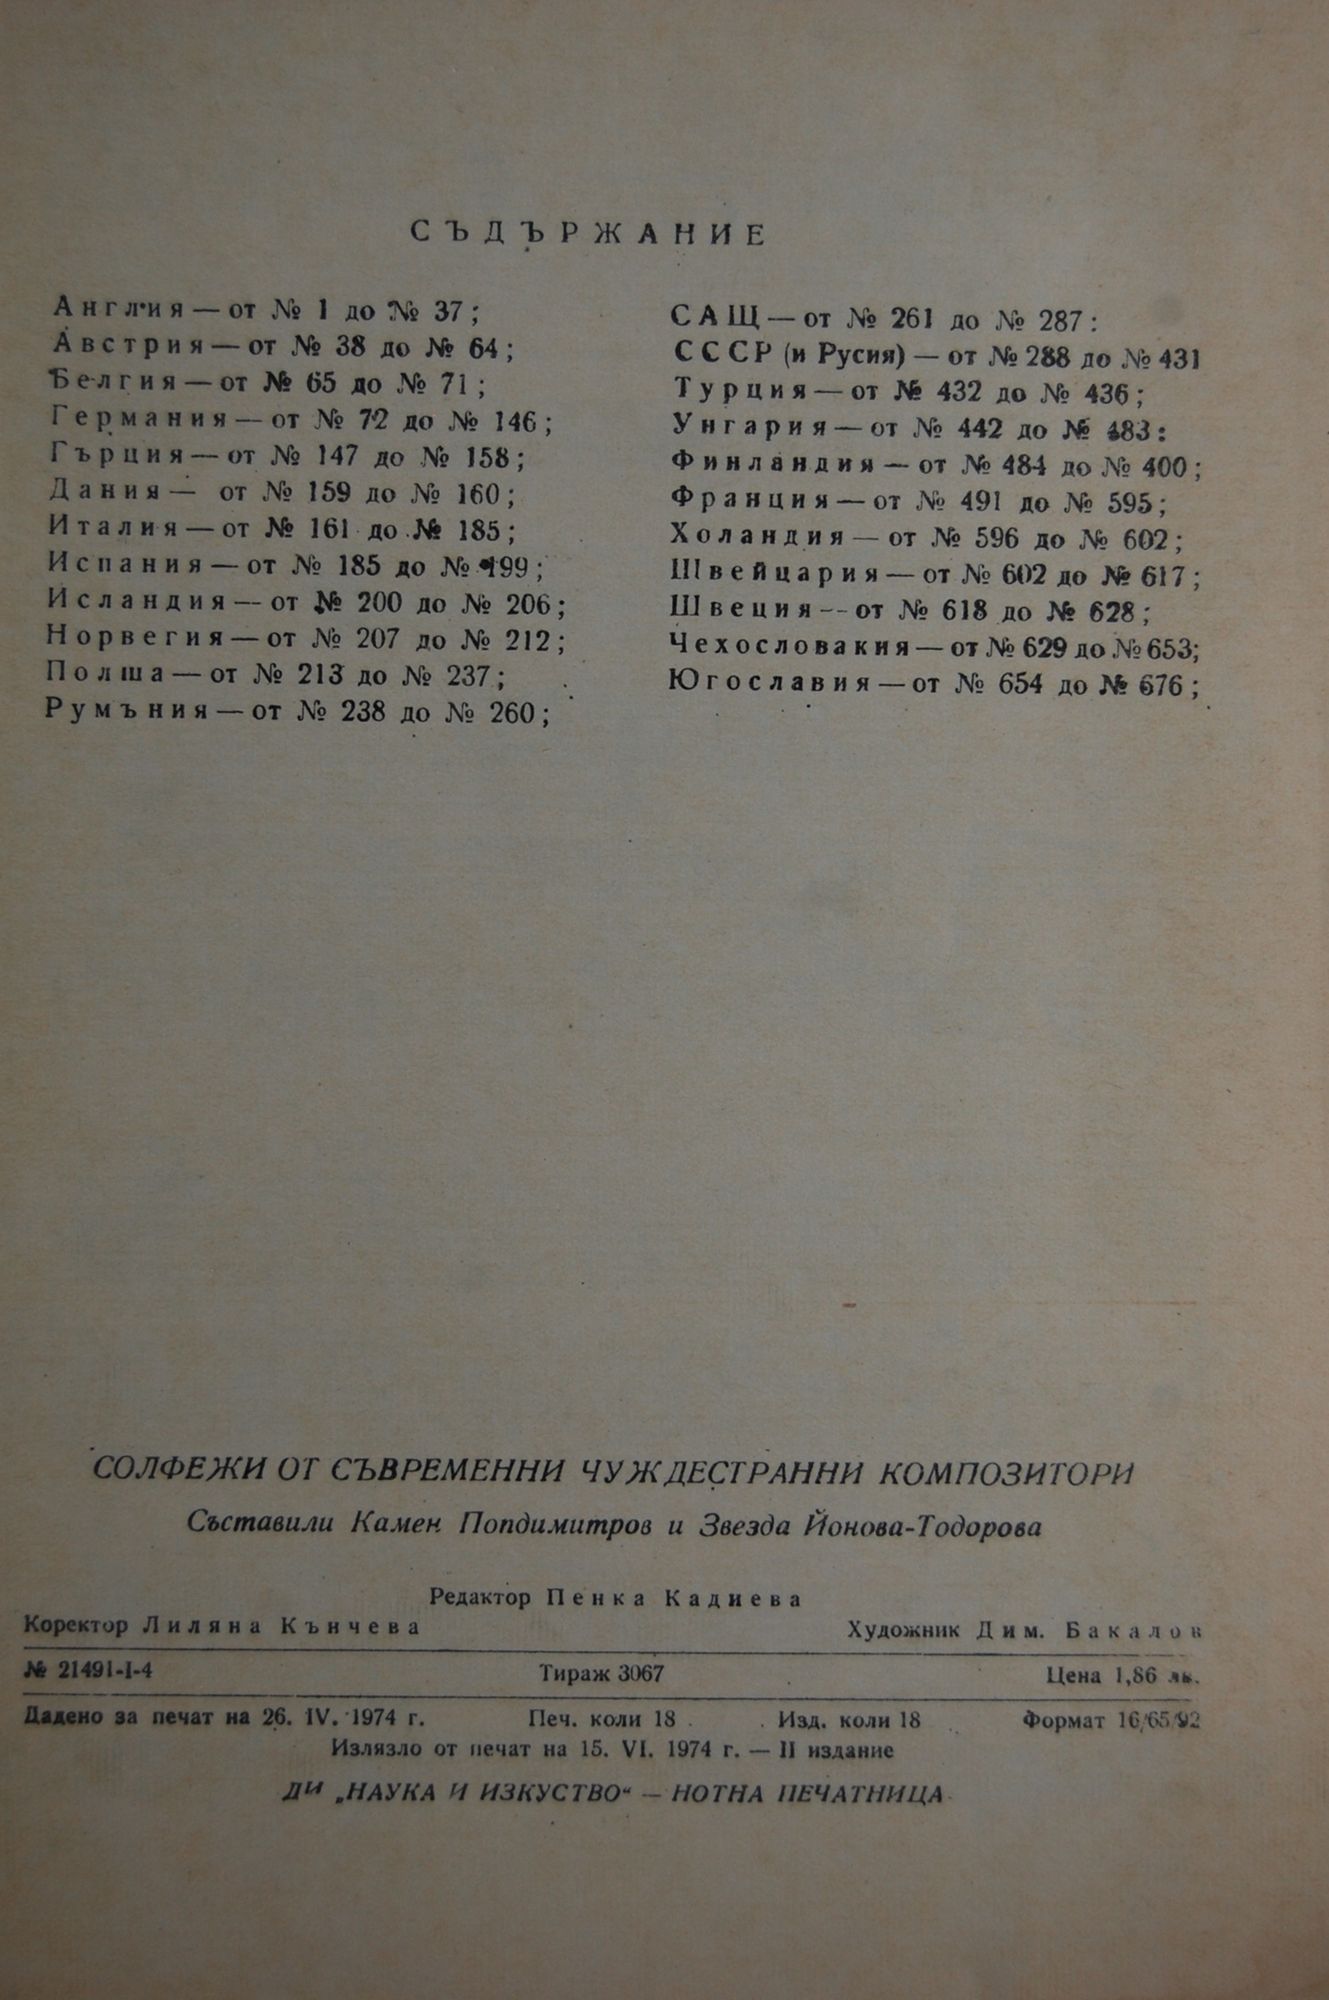 СЪДЪРЖАНИЕ
Англия — от № 1 до № 37;
Австрия — от № 38 до № 64;
Белгия — от № 65 до № 71;
Германия — от № 72 до № 146;
Гърция — от № 147 до № 158;
Дания — от № 159 до № 160;
Италия — от № 161 до № 185;
Испания — от № 185 до № 199;
Исландия — от № 200 до № 206;
Норвегия — от № 207 до № 212;
Полша — от № 213 до № 237;
Румъния — от № 238 до № 260;
САЩ — от № 261 до № 287:
СССР (и Русия) — от № 288 до № 431
Турция — от № 432 до № 436;
Унгария — от № 442 до № 483:
Финландия — от № 484 до № 400;
Франция — от № 491 до № 595;
Холандия — от № 596 до № 602;
Швейцария — от № 602 до № 617;
Швеция — от № 618 до № 628;
Чехословакия — от № 629 до № 653;
Югославия — от № 654 до № 676;
СОЛФЕЖИ ОТ СЪВРЕМЕННИ ЧУЖДЕСТРАННИ КОМПОЗИТОРИ
Съставили Камен Попдимитров и Звезда Йонова-Тодорова
Редактор Пенка Кадиева
Коректор Лиляна Кънчева Художник Дим. Бакалов
№ 21491-I-4 Тираж 3067 Цена 1,86 лв.
Дадено за печат на 26. IV. 1974 г. Печ. коли 18 Изд. коли 18 Формат 16/65/92
Излязло от печат на 15. VI. 1974 г. — II издание
ДИ „НАУКА И ИЗКУСТВО“ — НОТНА ПЕЧАТНИЦА